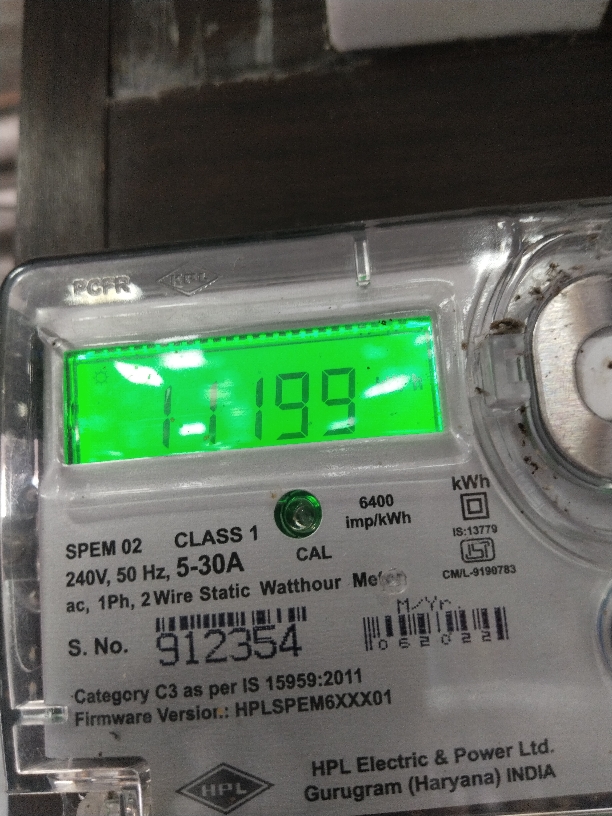 PCFR HPL
11199
kWh
6400
imp/kWh
IS:13779
CM/L-9190783
SPEM 02 CLASS 1
CAL
240V, 50 Hz, 5-30A
ac, 1Ph, 2 Wire Static Watthour Meter
M/Yr.
S. No. 912354
062022
Category C3 as per IS 15959:2011
Firmware Version: HPLSPEM6XXX01
HPL
HPL Electric & Power Ltd.
Gurugram (Haryana) INDIA